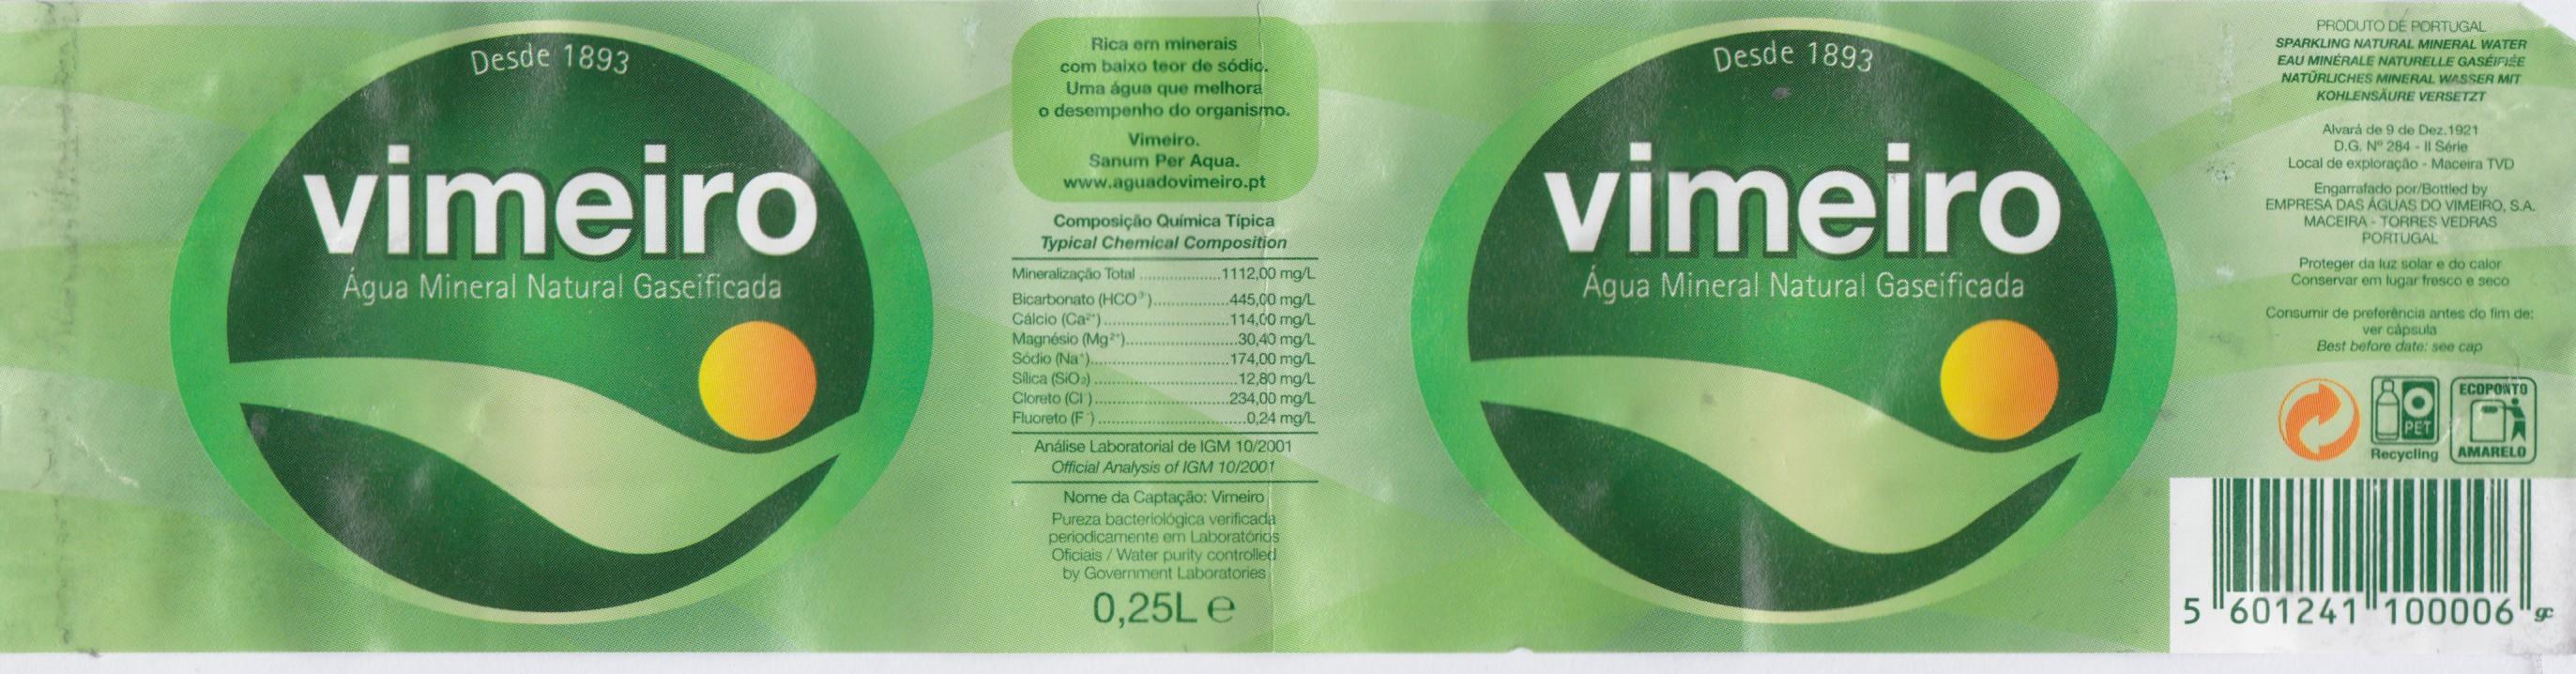 Desde 1893
vimeiro
Água Mineral Natural Gaseificada
Rica em minerais
com baixo teor de sódio.
Uma água que melhora
o desempenho do organismo.
Vimeiro.
Sanum Per Aqua.
www.aguadovimeiro.pt
Composição Química Típica
Typical Chemical Composition
Mineralização Total ..................1112,00 mg/L
Bicarbonato (HCO³⁻)................445,00 mg/L
Cálcio (Ca²⁺)...........................114,00 mg/L
Magnésio (Mg²⁺)........................30,40 mg/L
Sódio (Na⁺)..............................174,00 mg/L
Sílica (SiO₂)..............................12,80 mg/L
Cloreto (Cl⁻)............................234,00 mg/L
Fluoreto (F⁻)................................0,24 mg/L
Análise Laboratorial de IGM 10/2001
Official Analysis of IGM 10/2001
Nome da Captação: Vimeiro
Pureza bacteriológica verificada
periodicamente em Laboratórios
Oficiais / Water purity controlled
by Government Laboratories
0,25L e
Desde 1893
vimeiro
Água Mineral Natural Gaseificada
PRODUTO DE PORTUGAL
SPARKLING NATURAL MINERAL WATER
EAU MINÉRALE NATURELLE GASÉIFIÉE
NATÜRLICHES MINERAL WASSER MIT
KOHLENSÄURE VERSETZT
Alvará de 9 de Dez.1921
D.G. Nº 284 - II Série
Local de exploração - Maceira TVD
Engarrafado por/Bottled by
EMPRESA DAS ÁGUAS DO VIMEIRO, S.A.
MACEIRA - TORRES VEDRAS
PORTUGAL
Proteger da luz solar e do calor
Conservar em lugar fresco e seco
Consumir de preferência antes do fim de:
ver cápsula
Best before date: see cap
PET
Recycling
ECOPONTO
AMARELO
5 601241 100006 gc